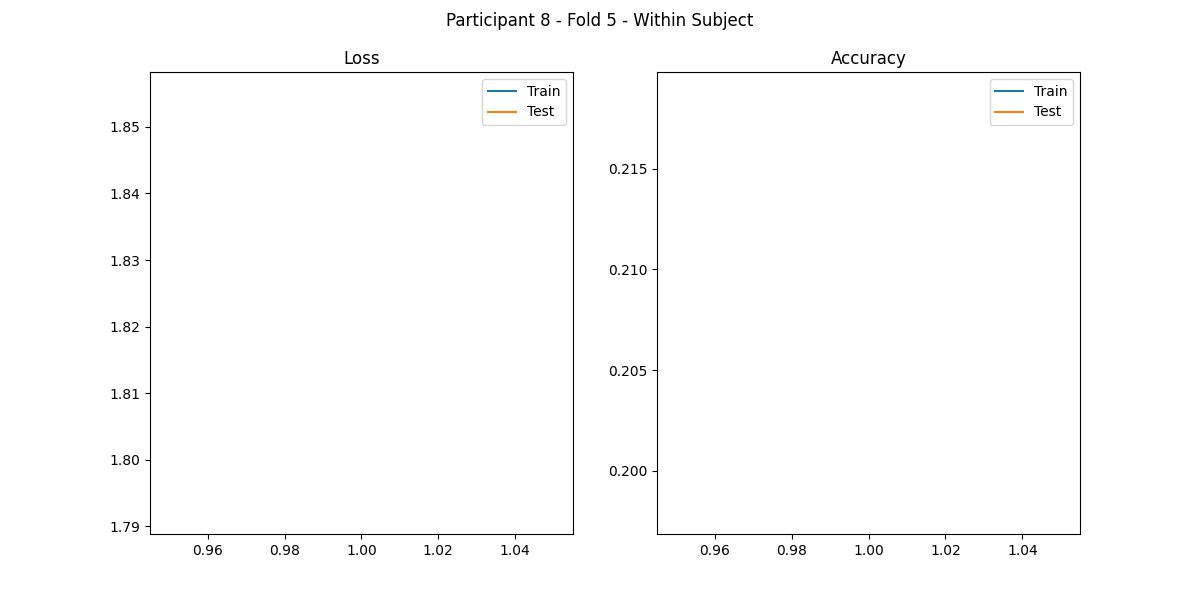 Participant 8 - Fold 5 - Within Subject
Loss
Train
Test
1.85
1.84
1.83
1.82
1.81
1.80
1.79
0.96 0.98 1.00 1.02 1.04
Accuracy
Train
Test
0.215
0.210
0.205
0.200
0.96 0.98 1.00 1.02 1.04